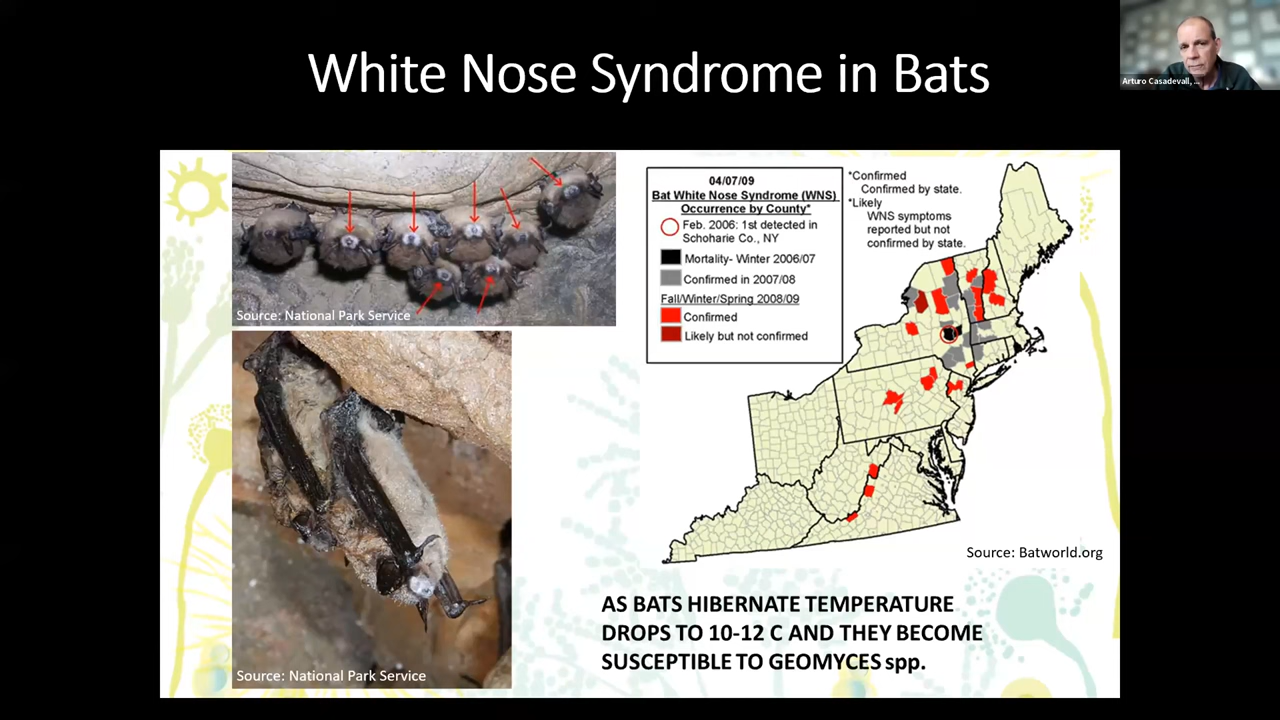 White Nose Syndrome in Bats
Arturo Casadevall, ...
Source: National Park Service
Source: National Park Service
04/07/09
Bat White Nose Syndrome (WNS)
Occurrence by County*
Feb. 2006: 1st detected in
Schoharie Co., NY
Mortality- Winter 2006/07
Confirmed in 2007/08
Fall/Winter/Spring 2008/09
Confirmed
Likely but not confirmed
*Confirmed
Confirmed by state.
*Likely
WNS symptoms
reported but not
confirmed by state.
Source: Batworld.org
AS BATS HIBERNATE TEMPERATURE
DROPS TO 10-12 C AND THEY BECOME
SUSCEPTIBLE TO GEOMYCES spp.